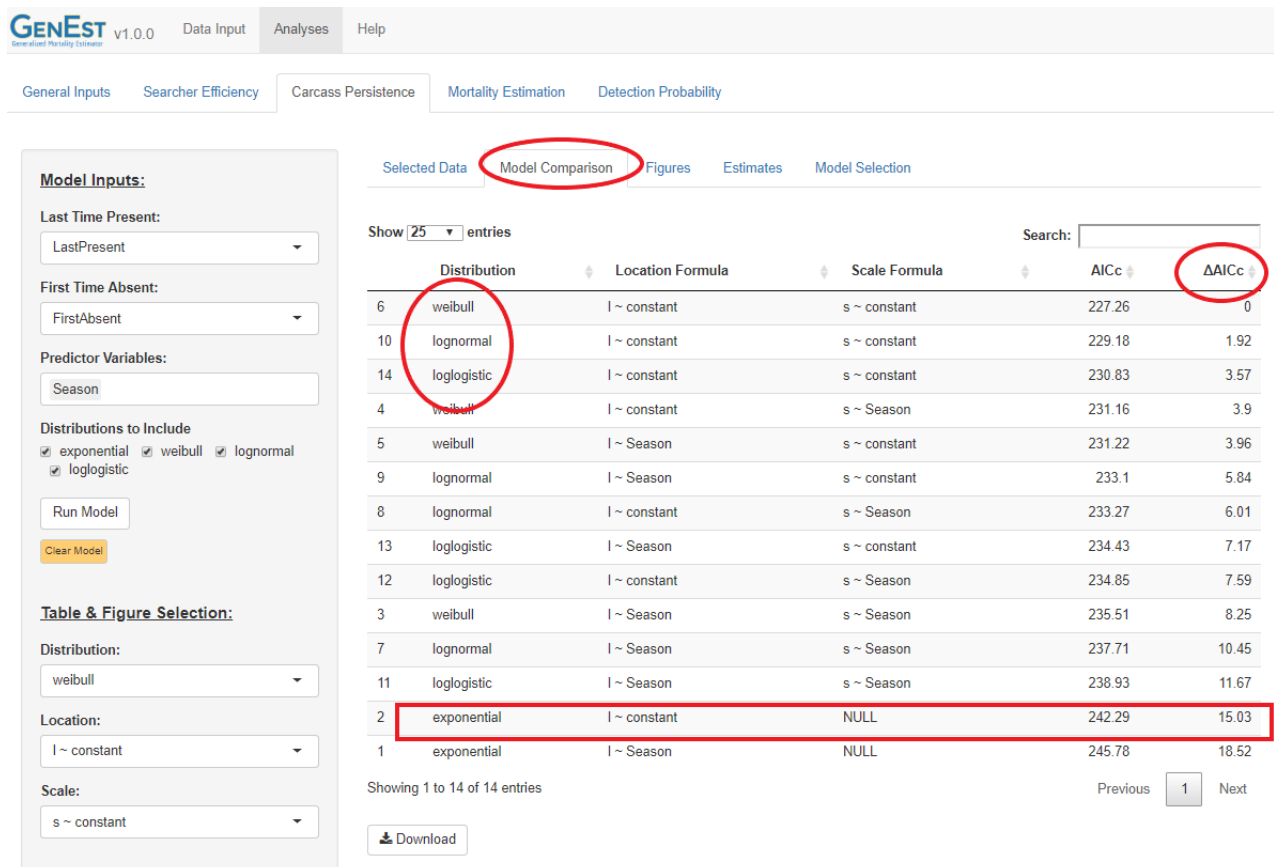 GENEST v1.0.0 Data Input Analyses Help
Generalized Mortality Estimator
General Inputs Searcher Efficiency Carcass Persistence Mortality Estimation Detection Probability
Model Inputs:
Last Time Present:
LastPresent
First Time Absent:
FirstAbsent
Predictor Variables:
Season
Distributions to Include
exponential weibull lognormal
loglogistic
Run Model
Clear Model
Table & Figure Selection:
Distribution:
weibull
Location:
l ~ constant
Scale:
s ~ constant
Selected Data Model Comparison Figures Estimates Model Selection
Show 25 entries Search:
Distribution Location Formula Scale Formula AICc ΔAICc
6 weibull l ~ constant s ~ constant 227.26 0
10 lognormal l ~ constant s ~ constant 229.18 1.92
14 loglogistic l ~ constant s ~ constant 230.83 3.57
4 weibull l ~ constant s ~ Season 231.16 3.9
5 weibull l ~ Season s ~ constant 231.22 3.96
9 lognormal l ~ Season s ~ constant 233.1 5.84
8 lognormal l ~ constant s ~ Season 233.27 6.01
13 loglogistic l ~ Season s ~ constant 234.43 7.17
12 loglogistic l ~ constant s ~ Season 234.85 7.59
3 weibull l ~ Season s ~ Season 235.51 8.25
7 lognormal l ~ Season s ~ Season 237.71 10.45
11 loglogistic l ~ Season s ~ Season 238.93 11.67
2 exponential l ~ constant NULL 242.29 15.03
1 exponential l ~ Season NULL 245.78 18.52
Showing 1 to 14 of 14 entries Previous 1 Next
Download